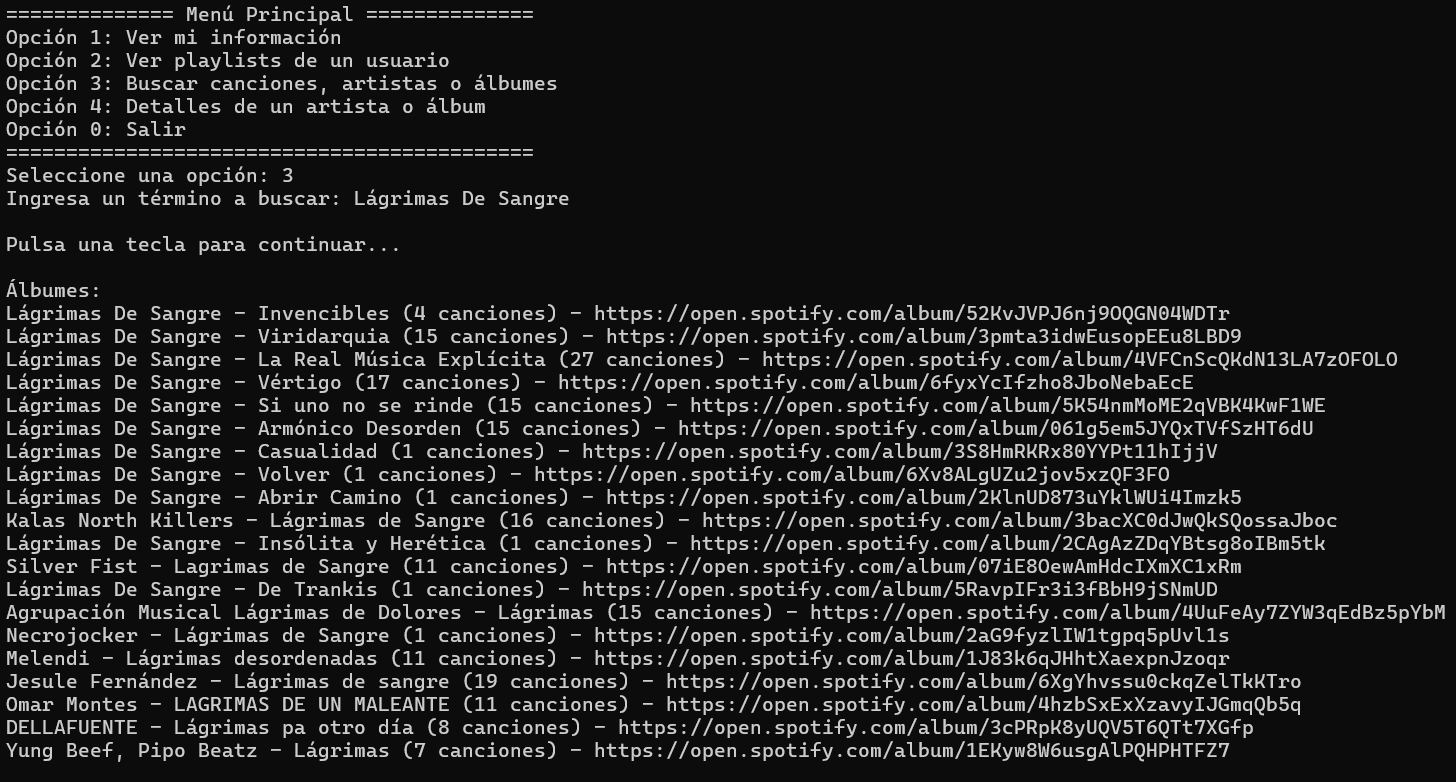 ============== Menú Principal ==============
Opción 1: Ver mi información
Opción 2: Ver playlists de un usuario
Opción 3: Buscar canciones, artistas o álbumes
Opción 4: Detalles de un artista o álbum
Opción 0: Salir
============================================
Seleccione una opción: 3
Ingresa un término a buscar: Lágrimas De Sangre
Pulsa una tecla para continuar...
Álbumes:
Lágrimas De Sangre - Invencibles (4 canciones) - https://open.spotify.com/album/52KvJVPJ6nj9OQGN04WDTr
Lágrimas De Sangre - Viridarquia (15 canciones) - https://open.spotify.com/album/3pmta3idwEusopEEu8LBD9
Lágrimas De Sangre - La Real Música Explícita (27 canciones) - https://open.spotify.com/album/4VFCnScQKdN13LA7zOFOLO
Lágrimas De Sangre - Vértigo (17 canciones) - https://open.spotify.com/album/6fyxYcIfzho8JboNebaEcE
Lágrimas De Sangre - Si uno no se rinde (15 canciones) - https://open.spotify.com/album/5K54nmMoME2qVBK4KwF1WE
Lágrimas De Sangre - Armónico Desorden (15 canciones) - https://open.spotify.com/album/061g5em5JYQxTVfSzHT6dU
Lágrimas De Sangre - Casualidad (1 canciones) - https://open.spotify.com/album/3S8HmRKRx80YYPt11hIjjV
Lágrimas De Sangre - Volver (1 canciones) - https://open.spotify.com/album/6Xv8ALgUZu2jov5xzQF3FO
Lágrimas De Sangre - Abrir Camino (1 canciones) - https://open.spotify.com/album/2KlnUD873uYklWUi4Imzk5
Kalas North Killers - Lágrimas de Sangre (16 canciones) - https://open.spotify.com/album/3bacXC0dJwQkSQossaJboc
Lágrimas De Sangre - Insólita y Herética (1 canciones) - https://open.spotify.com/album/2CAgAzZDqYBtsg8oIBm5tk
Silver Fist - Lagrimas de Sangre (11 canciones) - https://open.spotify.com/album/07iE8OewAmHdcIXmXC1xRm
Lágrimas De Sangre - De Trankis (1 canciones) - https://open.spotify.com/album/5RavpIFr3i3fBbH9jSNmUD
Agrupación Musical Lágrimas de Dolores - Lágrimas (15 canciones) - https://open.spotify.com/album/4UuFeAy7ZYW3qEdBz5pYbM
Necrojocker - Lágrimas de Sangre (1 canciones) - https://open.spotify.com/album/2aG9fyzlIW1tgpq5pUvl1s
Melendi - Lágrimas desordenadas (11 canciones) - https://open.spotify.com/album/1J83k6qJHhtXaexpnJzoqr
Jesule Fernández - Lágrimas de sangre (19 canciones) - https://open.spotify.com/album/6XgYhvssu0ckqZelTkKTro
Omar Montes - LAGRIMAS DE UN MALEANTE (11 canciones) - https://open.spotify.com/album/4hzbSxExXzavyIJGmqQb5q
DELLAFUENTE - Lágrimas pa otro día (8 canciones) - https://open.spotify.com/album/3cPRpK8yUQV5T6QTt7XGfp
Yung Beef, Pipo Beatz - Lágrimas (7 canciones) - https://open.spotify.com/album/1EKyw8W6usgAlPQHPHTFZ7